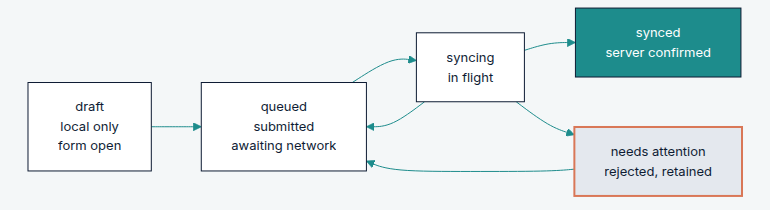 draft
local only
form open
queued
submitted
awaiting network
syncing
in flight
synced
server confirmed
needs attention
rejected, retained